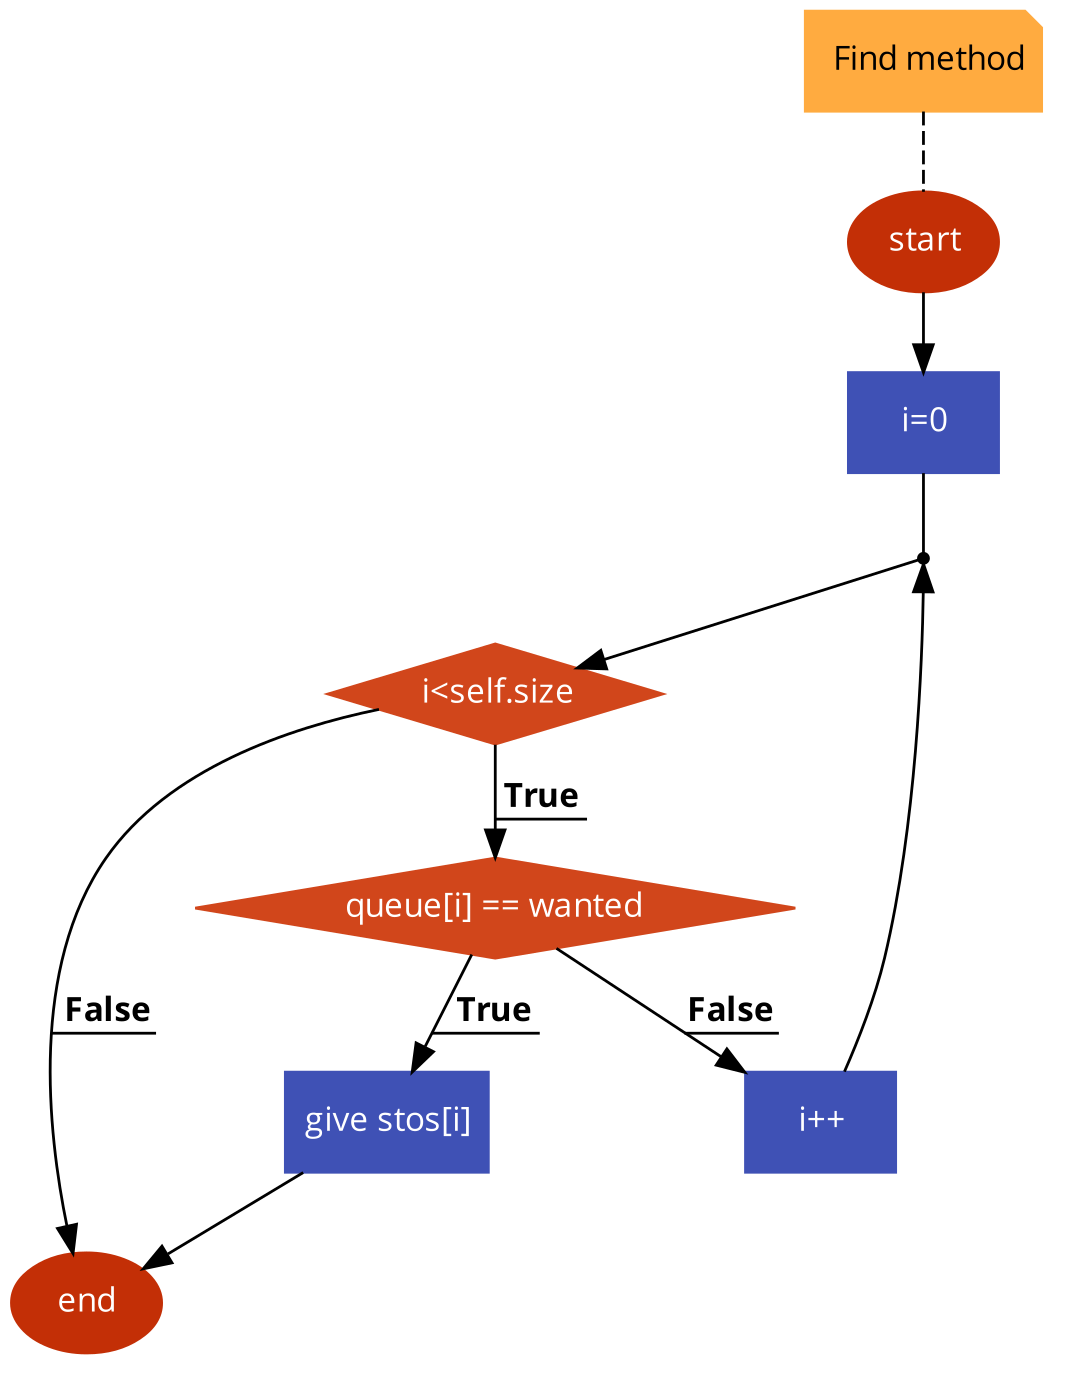 Find method
start
i=0
i<self.size
True
queue[i] == wanted
False
True
False
give stos[i]
i++
end